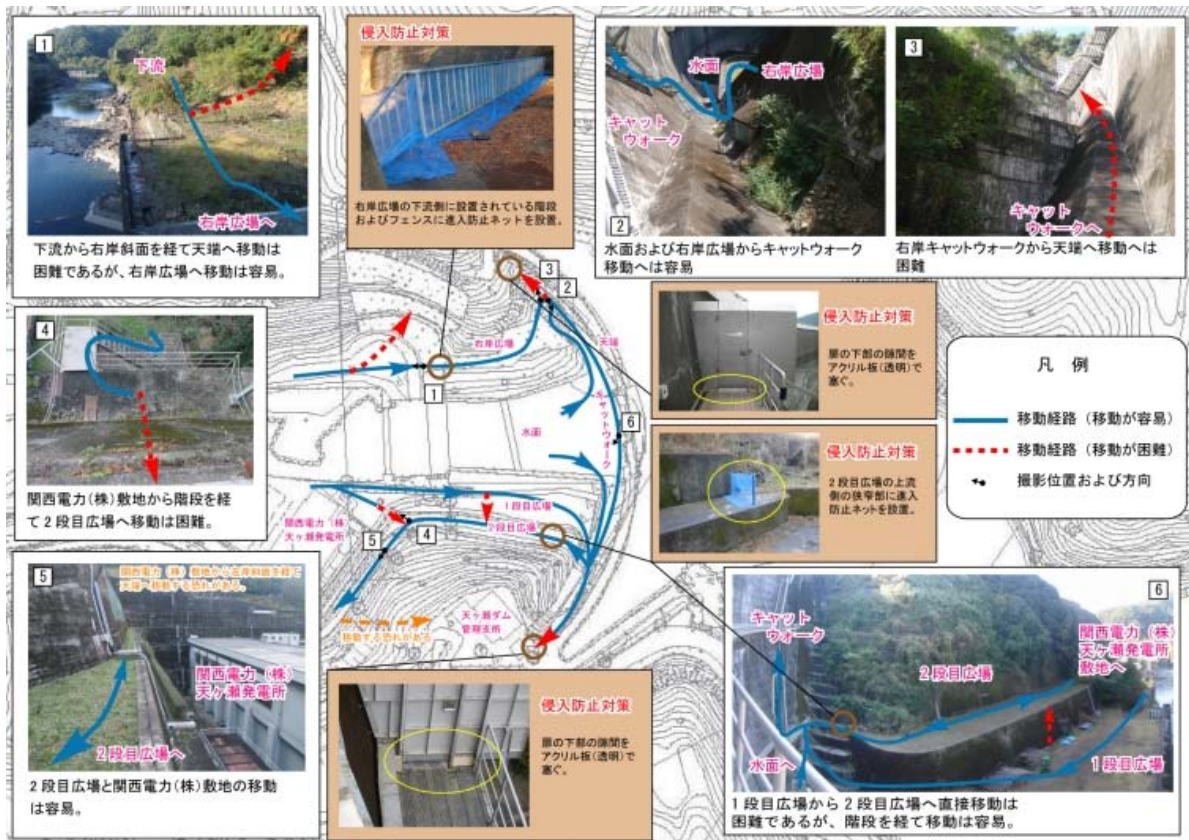 1
下流
右岸広場へ
下流から右岸斜面を経て天端へ移動は
困難であるが、右岸広場へ移動は容易。
侵入防止対策
右岸広場の下流側に設置されている階段
およびフェンスに進入防止ネットを設置。
水面
右岸広場
キャット
ウォーク
2
水面および右岸広場からキャットウォーク
移動へは容易
3
キャット
ウォークへ
右岸キャットウォークから天端へ移動へは
困難
4
関西電力(株)敷地から階段を経
て2段目広場へ移動は困難。
3
2
右岸広場
天端
1
キャットウォーク
6
水面
1段目広場
2段目広場
関西電力(株)
天ヶ瀬発電所
4
5
天ヶ瀬ダム
管理支所
移動する恐れがある
侵入防止対策
扉の下部の隙間を
アクリル板(透明)で
塞ぐ。
侵入防止対策
2段目広場の上流
側の狭窄部に進入
防止ネットを設置。
凡 例
移動経路(移動が容易)
移動経路(移動が困難)
撮影位置および方向
5
関西電力(株)敷地から右岸斜面を経て
天端へ移動する恐れがある。
関西電力(株)
天ヶ瀬発電所
2段目広場へ
2段目広場と関西電力(株)敷地の移動
は容易。
侵入防止対策
扉の下部の隙間を
アクリル板(透明)で
塞ぐ。
6
キャット
ウォーク
2段目広場
関西電力(株)
天ヶ瀬発電所
敷地へ
水面へ
1段目広場
1段目広場から2段目広場へ直接移動は
困難であるが、階段を経て移動は容易。